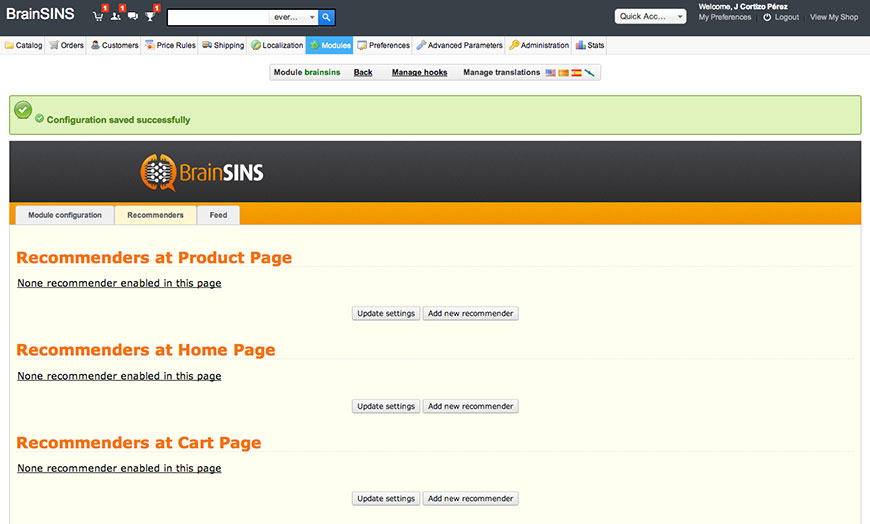 BrainSINS
1 1 1
ever...
Quick Acc...
Welcome, J Cortizo Pérez
My Preferences Logout View My Shop
Catalog Orders Customers Price Rules Shipping Localization Modules Preferences Advanced Parameters Administration Stats
Module brainsins Back Manage hooks Manage translations
Configuration saved successfully
BrainSINS
Module configuration Recommenders Feed
Recommenders at Product Page
None recommender enabled in this page
Update settings Add new recommender
Recommenders at Home Page
None recommender enabled in this page
Update settings Add new recommender
Recommenders at Cart Page
None recommender enabled in this page
Update settings Add new recommender